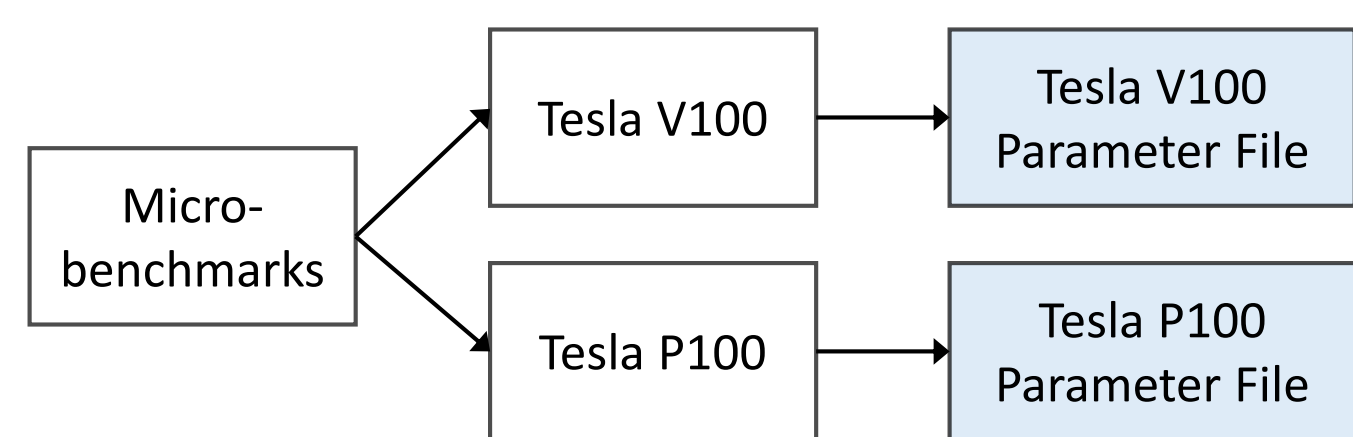 Micro-
benchmarks
Tesla V100
Tesla V100
Parameter File
Tesla P100
Tesla P100
Parameter File